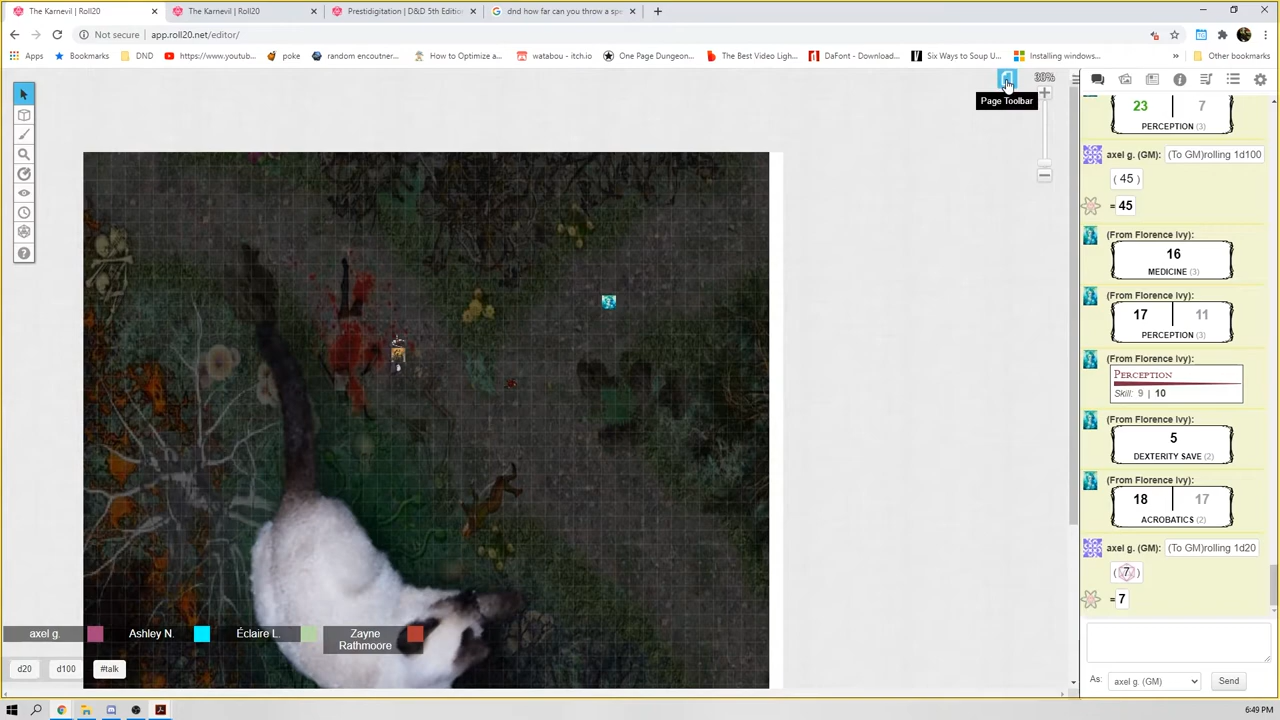 The Karnevil | Roll20
The Karnevil | Roll20
Prestidigitation | D&D 5th Edition
dnd how far can you throw a spe
Not secure | app.roll20.net/editor/
Apps
Bookmarks
DND
https://www.youtub...
poke
random encoutner...
How to Optimize a...
watabou - itch.io
One Page Dungeon...
The Best Video Ligh...
DaFont - Download...
Six Ways to Soup U...
Installing windows...
»
Other bookmarks
Page Toolbar
23 7
PERCEPTION (3)
axel g. (GM): (To GM)rolling 1d100
( 45 )
= 45
(From Florence Ivy):
16
MEDICINE (3)
(From Florence Ivy):
17 11
PERCEPTION (3)
(From Florence Ivy):
PERCEPTION
Skill: 9 | 10
(From Florence Ivy):
5
DEXTERITY SAVE (2)
(From Florence Ivy):
18 17
ACROBATICS (2)
axel g. (GM): (To GM)rolling 1d20
( 7 )
= 7
axel g.
Ashley N.
Éclaire L.
Zayne
Rathmoore
d20
d100
#talk
As:
axel g. (GM)
Send
6:49 PM